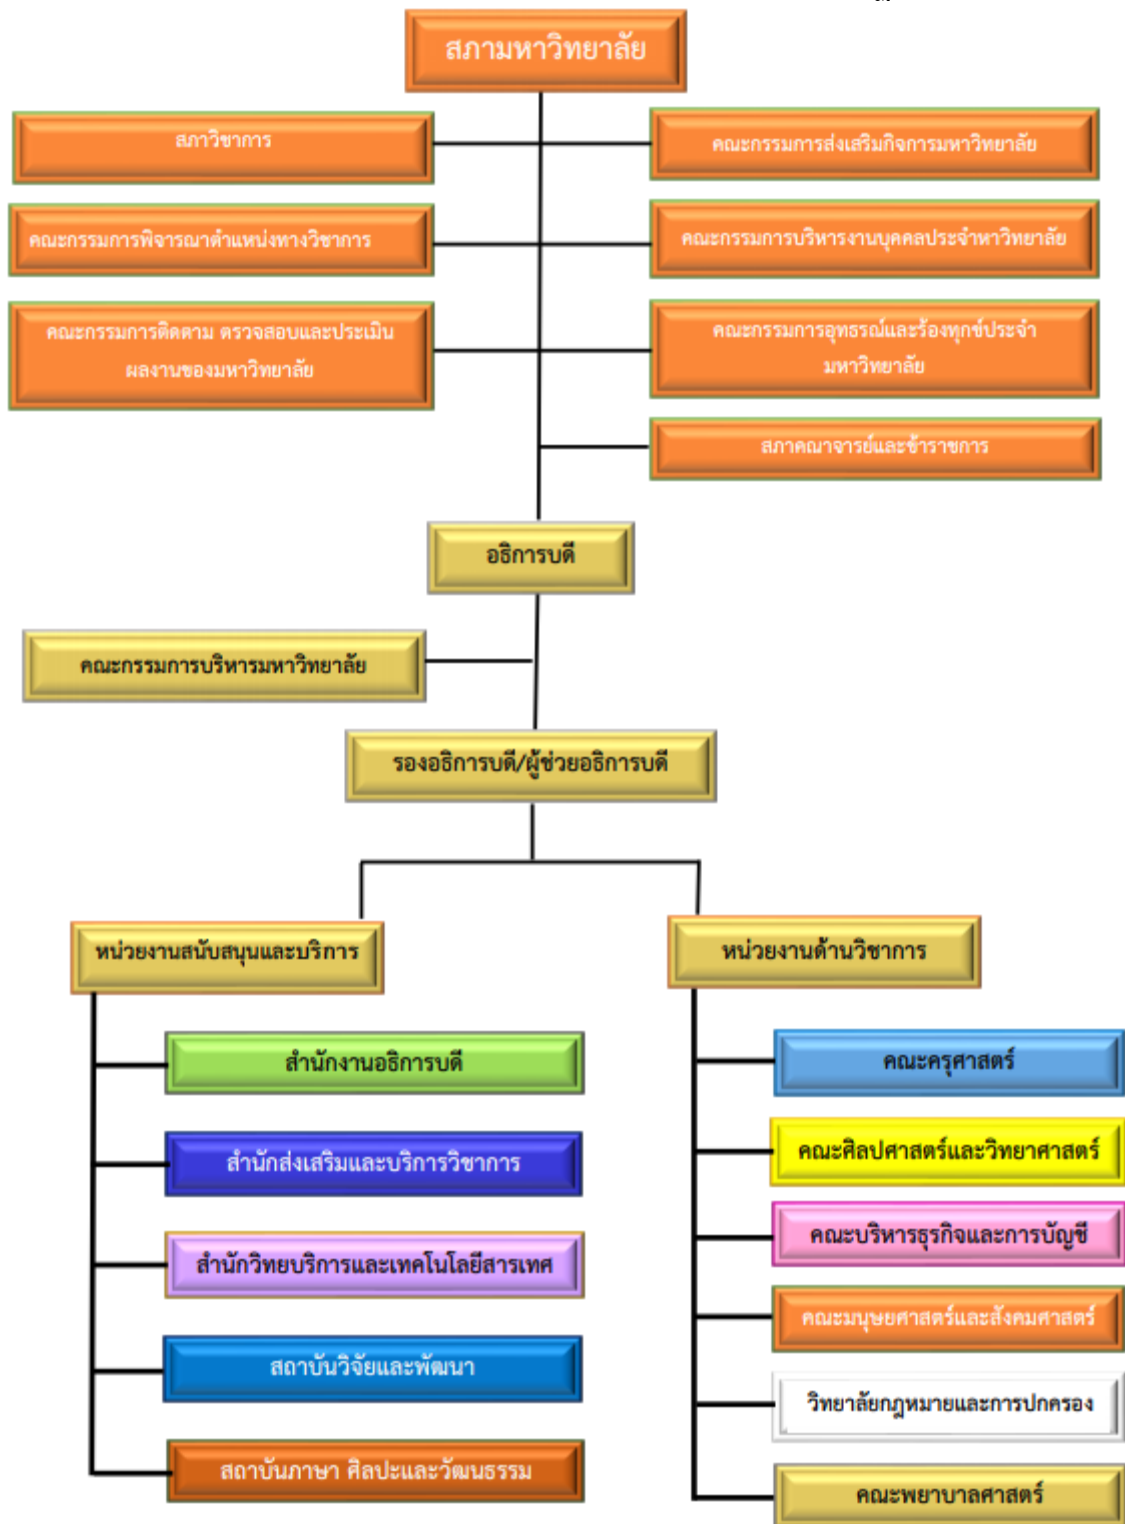 สภามหาวิทยาลัย
สภาวิชาการ
คณะกรรมการส่งเสริมกิจการมหาวิทยาลัย
คณะกรรมการพิจารณาตำแหน่งทางวิชาการ
คณะกรรมการบริหารงานบุคคลประจำหาวิทยาลัย
คณะกรรมการติดตาม ตรวจสอบและประเมิน
ผลงานของมหาวิทยาลัย
คณะกรรมการอุทธรณ์และร้องทุกข์ประจำ
มหาวิทยาลัย
สภาคณาจารย์และข้าราชการ
อธิการบดี
คณะกรรมการบริหารมหาวิทยาลัย
รองอธิการบดี/ผู้ช่วยอธิการบดี
หน่วยงานสนับสนุนและบริการ
สำนักงานอธิการบดี
สำนักส่งเสริมและบริการวิชาการ
สำนักวิทยบริการและเทคโนโลยีสารเทศ
สถาบันวิจัยและพัฒนา
สถาบันภาษา ศิลปะและวัฒนธรรม
หน่วยงานด้านวิชาการ
คณะครุศาสตร์
คณะศิลปศาสตร์และวิทยาศาสตร์
คณะบริหารธุรกิจและการบัญชี
คณะมนุษยศาสตร์และสังคมศาสตร์
วิทยาลัยกฎหมายและการปกครอง
คณะพยาบาลศาสตร์